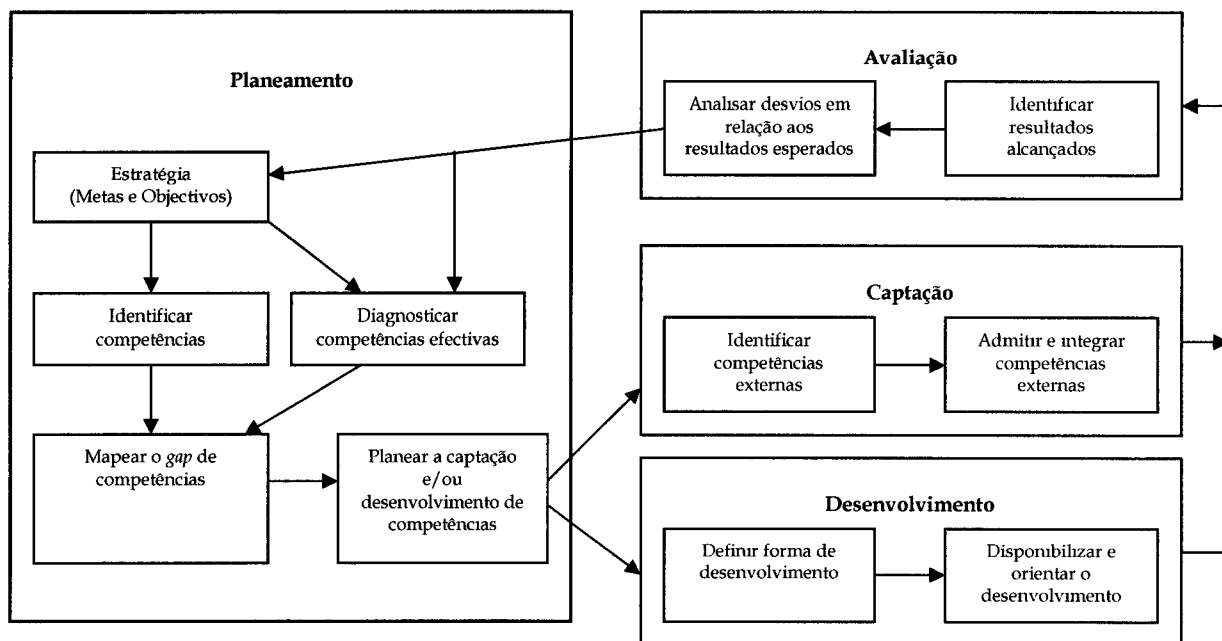 Planeamento
Estratégia
(Metas e Objectivos)
Identificar
competências
Diagnosticar
competências efectivas
Mapear o gap de
competências
Planear a captação
e/ou
desenvolvimento de
competências
Avaliação
Analisar desvios em
relação aos
resultados esperados
Identificar
resultados
alcançados
Captação
Identificar
competências
externas
Admitir e integrar
competências
externas
Desenvolvimento
Definir forma de
desenvolvimento
Disponibilizar e
orientar o
desenvolvimento